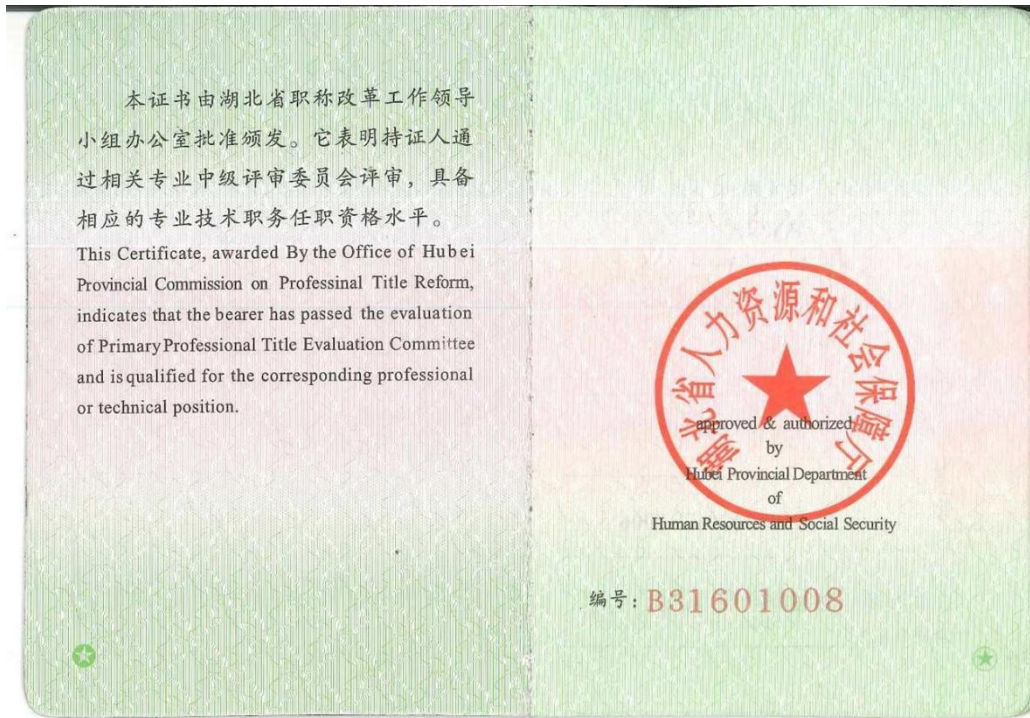 本证书由湖北省职称改革工作领导
小组办公室批准颁发。它表明持证人通
过相关专业中级评审委员会评审，具备
相应的专业技术职务任职资格水平。
This Certificate, awarded By the Office of Hubei
Provincial Commission on Professinal Title Reform,
indicates that the bearer has passed the evaluation
of Primary Professional Title Evaluation Committee
and is qualified for the corresponding professional
or technical position.
湖北省人力资源和社会保障厅
approved & authorized
by
Hubei Provincial Department
of
Human Resources and Social Security
编号：B31601008